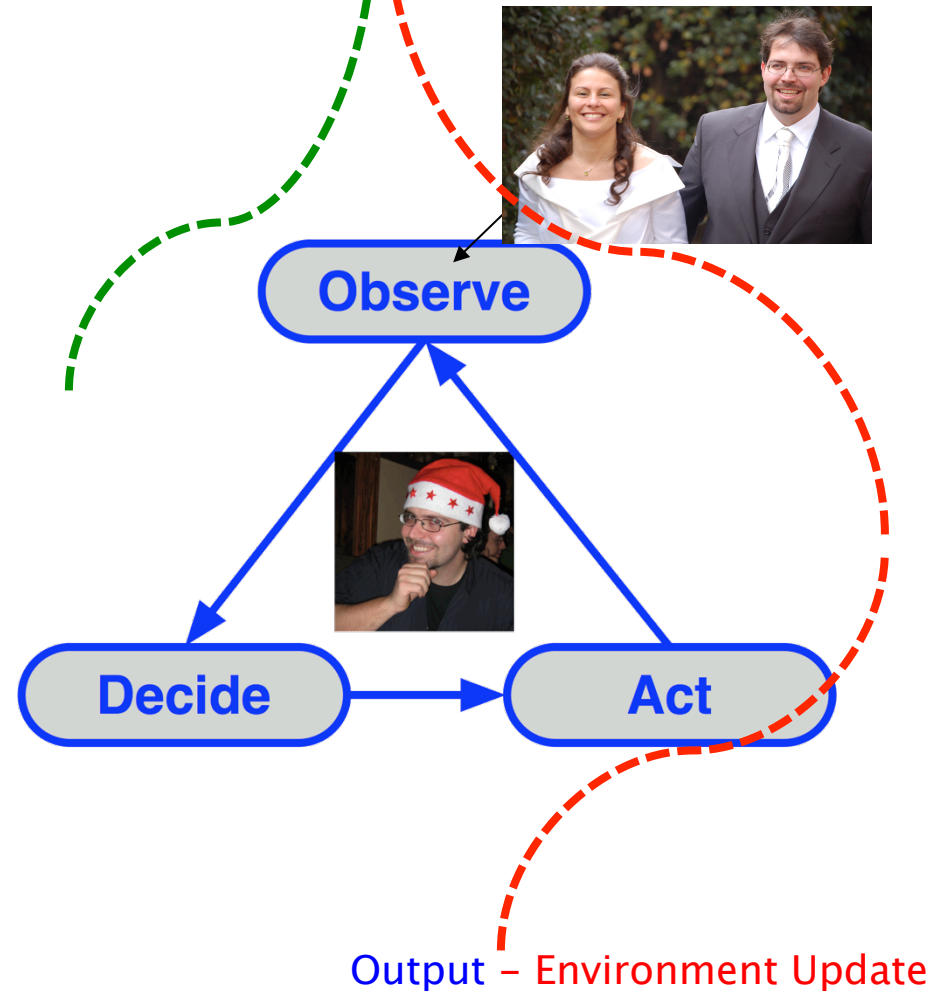 Observe
Decide
Act
Output – Environment Update